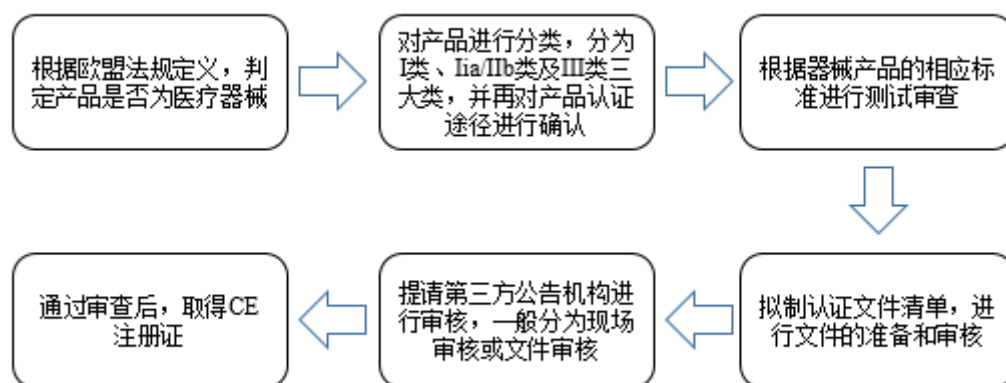 根据欧盟法规定义，判
定产品是否为医疗器械
对产品进行分类，分为
I类、Iia/IIb类及III类三
大类，并再对产品认证
途径进行确认
根据器械产品的相应标
准进行测试审查
拟制认证文件清单，进
行文件的准备和审核
提请第三方公告机构进
行审核，一般分为现场
审核或文件审核
通过审查后，取得CE
注册证